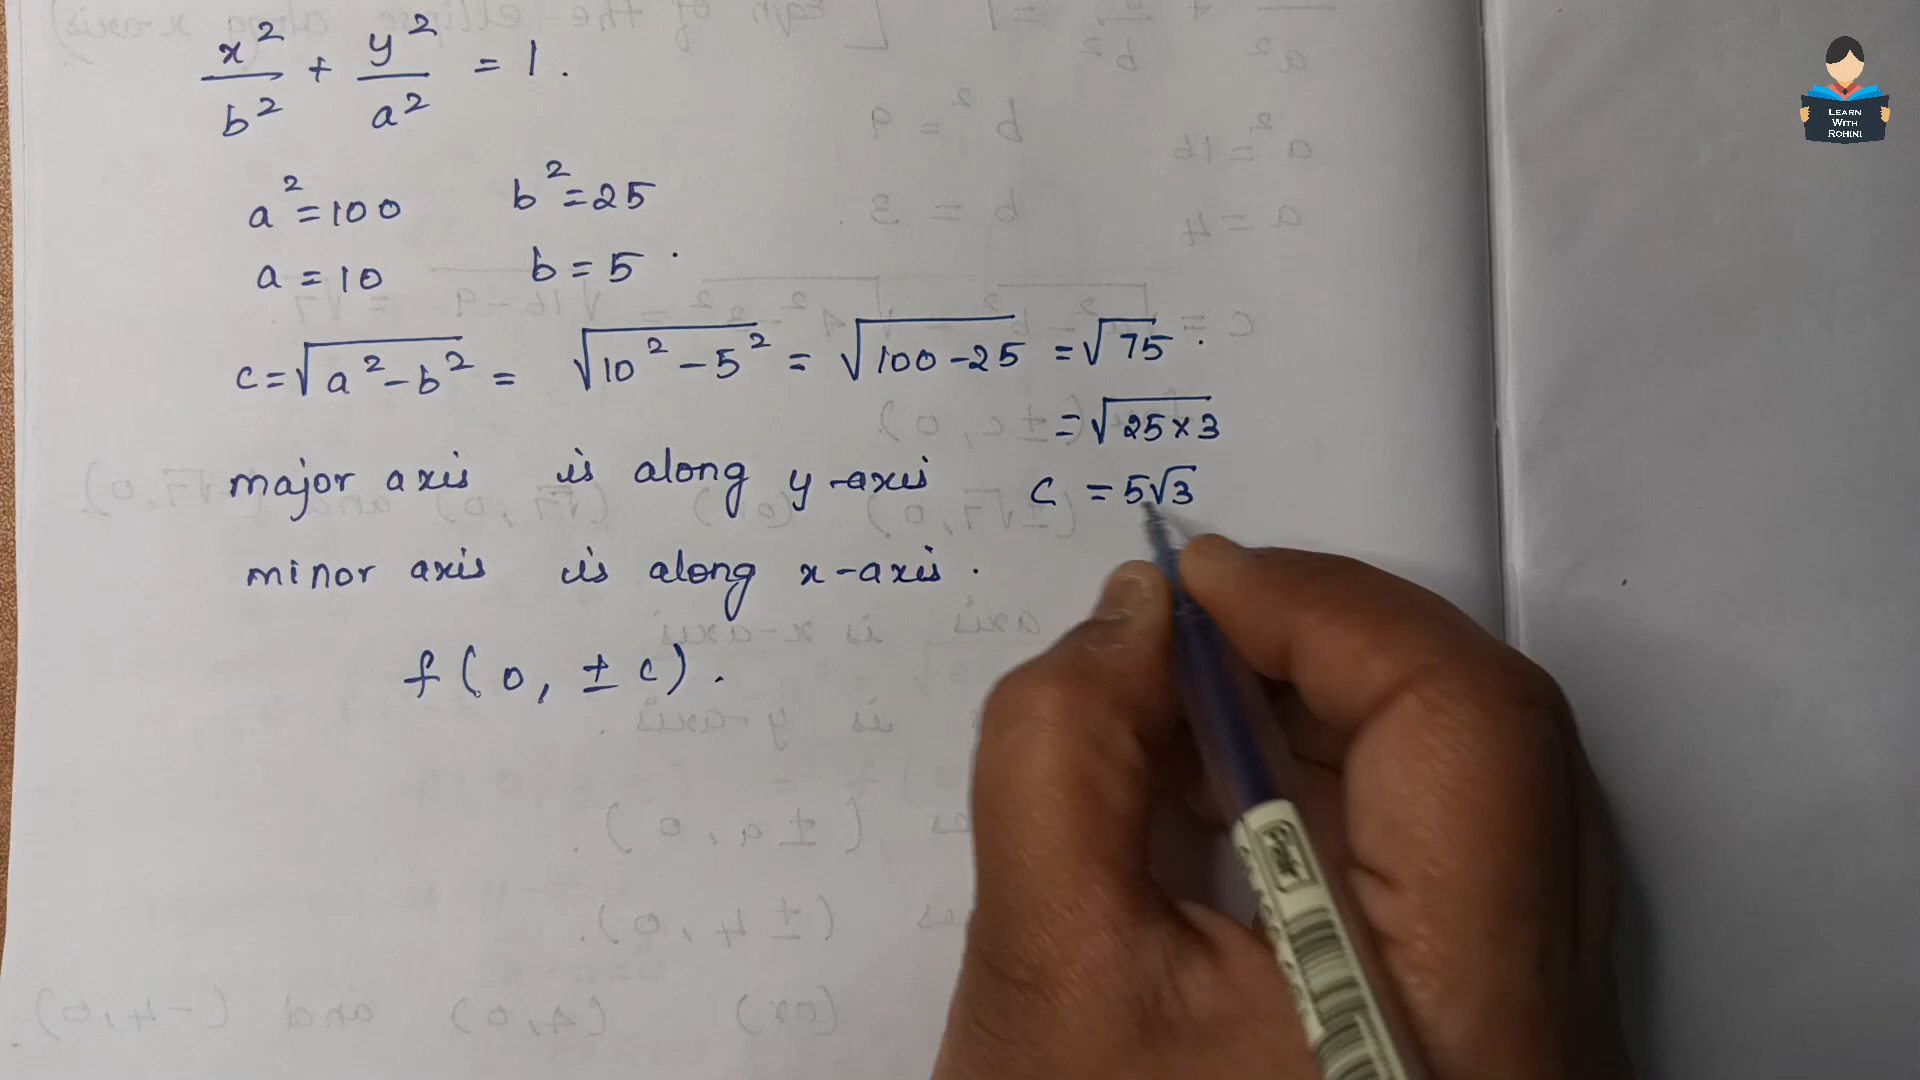 x²/b² + y²/a² = 1.
a² = 100 b² = 25
a = 10 b = 5.
c = √(a² - b²) = √(10² - 5²) = √(100 - 25) = √75.
= √(25 × 3)
major axis is along y-axis c = 5√3
minor axis is along x-axis.
f(0, ± c).
LEARN
WITH
ROHINI